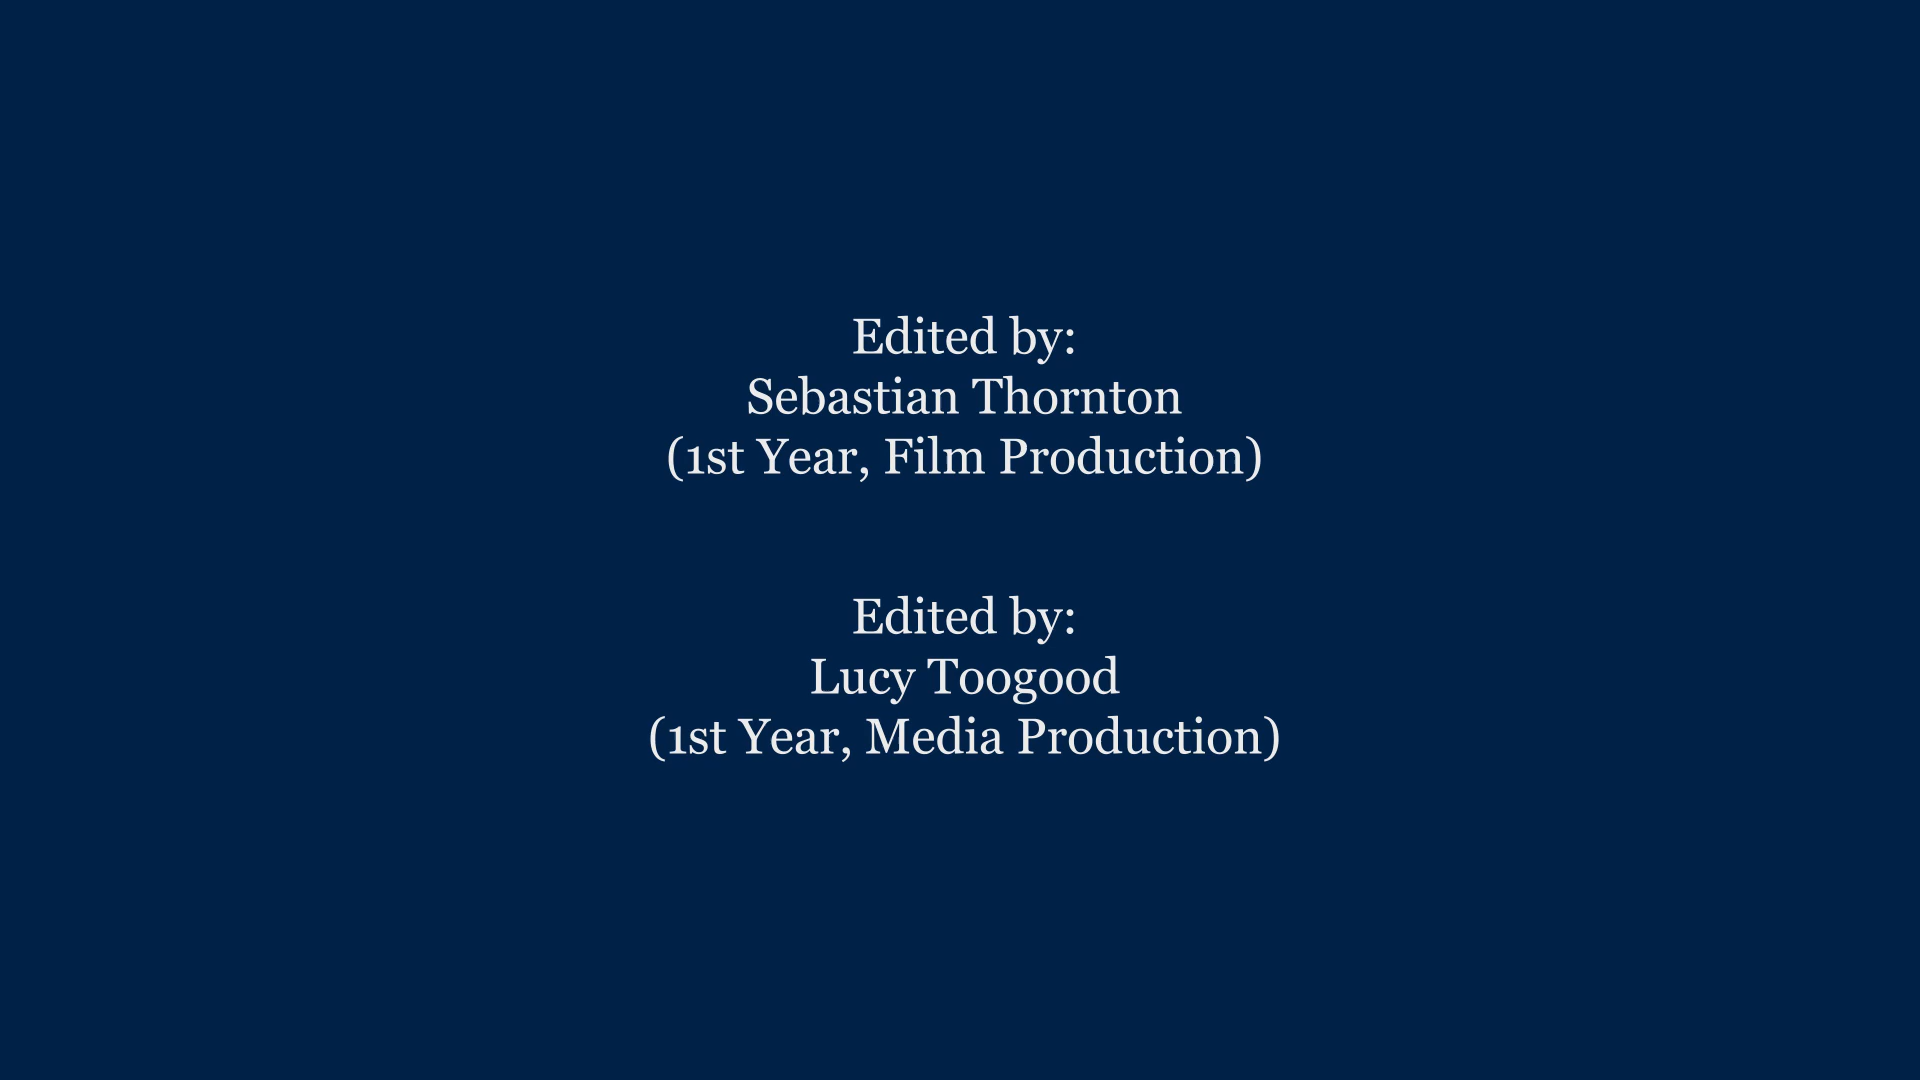 Edited by:
Sebastian Thornton
(1st Year, Film Production)
Edited by:
Lucy Toogood
(1st Year, Media Production)